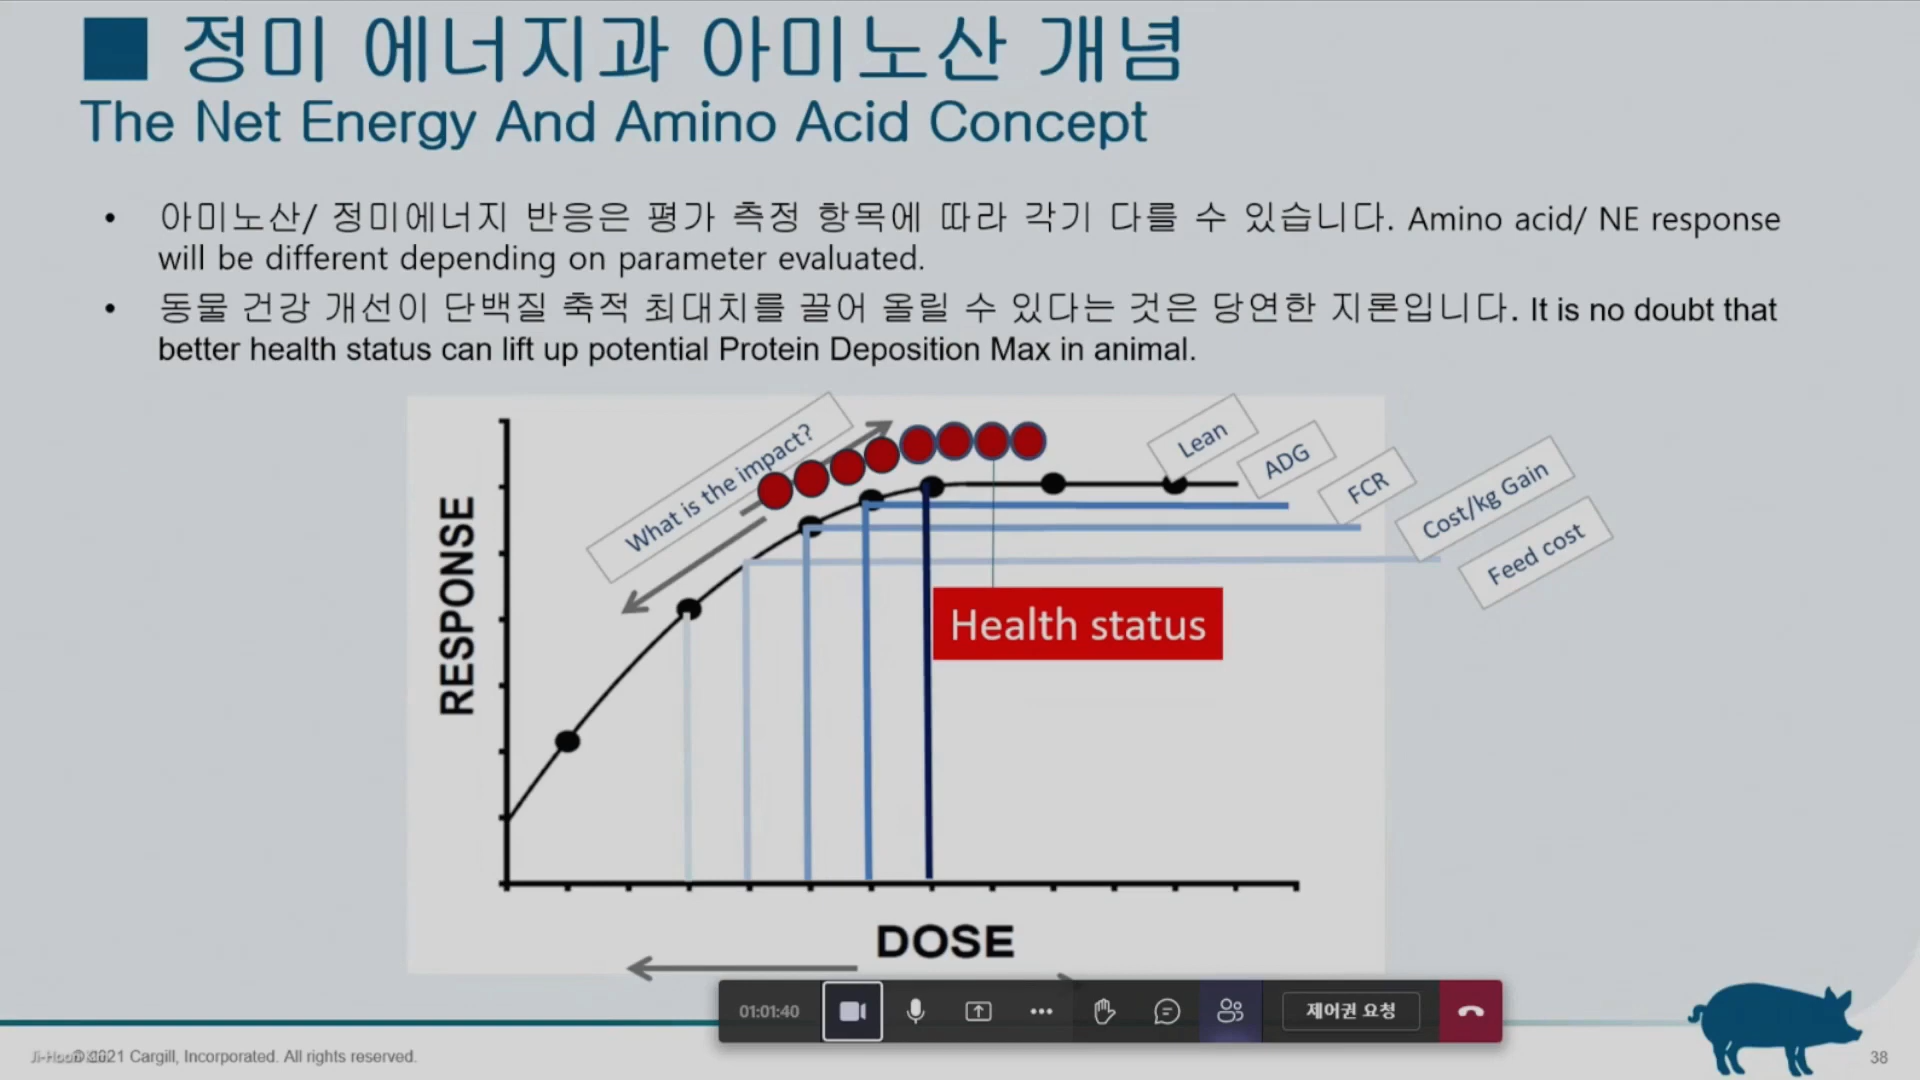 정미 에너지과 아미노산 개념
The Net Energy And Amino Acid Concept
• 아미노산/ 정미에너지 반응은 평가 측정 항목에 따라 각기 다를 수 있습니다. Amino acid/ NE response
will be different depending on parameter evaluated.
• 동물 건강 개선이 단백질 축적 최대치를 끌어 올릴 수 있다는 것은 당연한 지론입니다. It is no doubt that
better health status can lift up potential Protein Deposition Max in animal.
What is the impact?
Lean
ADG
FCR
Cost/kg Gain
Feed cost
RESPONSE
Health status
DOSE
01:01:40
제어권 요청
©2021 Cargill, Incorporated. All rights reserved.
38